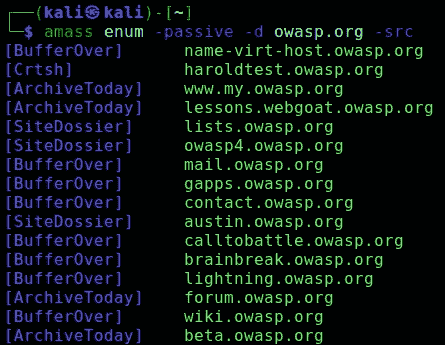 ┌──(kali㉿kali)-[~]
└─$ amass enum -passive -d owasp.org -src
[BufferOver] name-virt-host.owasp.org
[Crtsh] haroldtest.owasp.org
[ArchiveToday] www.my.owasp.org
[ArchiveToday] lessons.webgoat.owasp.org
[SiteDossier] lists.owasp.org
[SiteDossier] owasp4.owasp.org
[BufferOver] mail.owasp.org
[BufferOver] gapps.owasp.org
[BufferOver] contact.owasp.org
[SiteDossier] austin.owasp.org
[BufferOver] calltobattle.owasp.org
[BufferOver] brainbreak.owasp.org
[BufferOver] lightning.owasp.org
[ArchiveToday] forum.owasp.org
[BufferOver] wiki.owasp.org
[ArchiveToday] beta.owasp.org